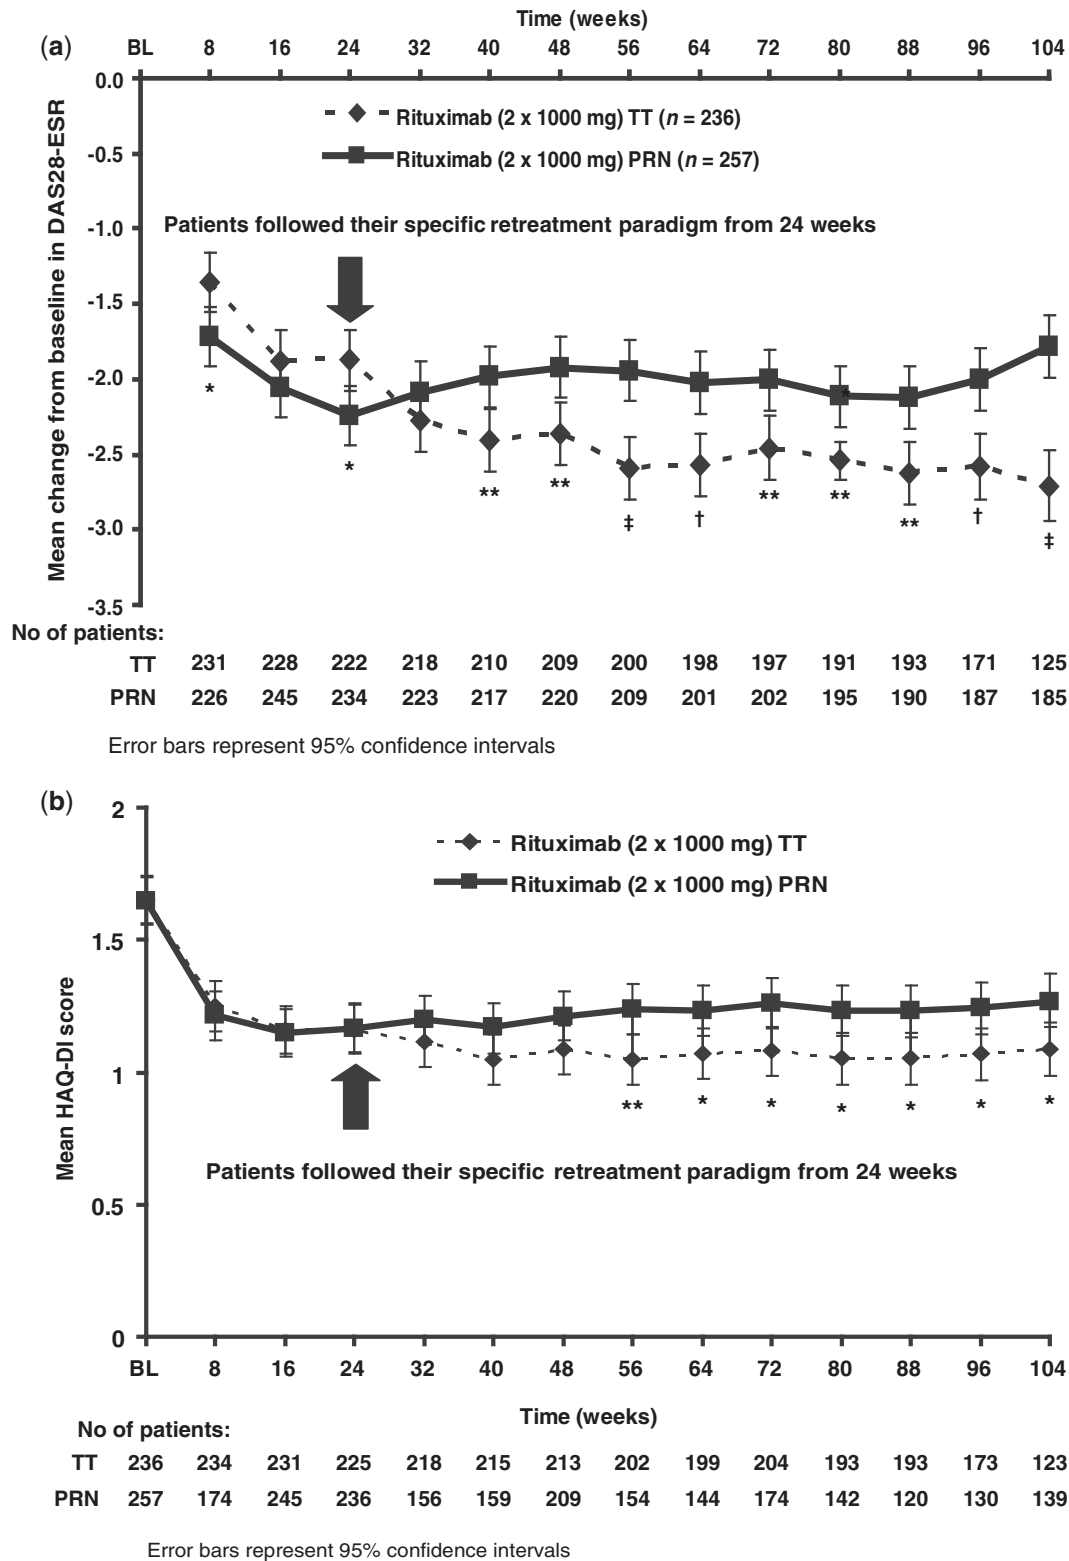 Time (weeks)
(a) BL 8 16 24 32 40 48 56 64 72 80 88 96 104
0.0
Rituximab (2 x 1000 mg) TT (n = 236)
-0.5
Rituximab (2 x 1000 mg) PRN (n = 257)
Patients followed their specific retreatment paradigm from 24 weeks
-1.0
-1.5
-2.0
*
*
-2.5
*
** ** ** **
‡ † ** †
-3.0
‡
-3.5
Mean change from baseline in DAS28-ESR
No of patients:
TT 231 228 222 218 210 209 200 198 197 191 193 171 125
PRN 226 245 234 223 217 220 209 201 202 195 190 187 185
Error bars represent 95% confidence intervals
(b)
2
Rituximab (2 x 1000 mg) TT
Rituximab (2 x 1000 mg) PRN
1.5
1
** * * * * * *
Patients followed their specific retreatment paradigm from 24 weeks
0.5
0
Mean HAQ-DI score
BL 8 16 24 32 40 48 56 64 72 80 88 96 104
Time (weeks)
No of patients:
TT 236 234 231 225 218 215 213 202 199 204 193 193 173 123
PRN 257 174 245 236 156 159 209 154 144 174 142 120 130 139
Error bars represent 95% confidence intervals